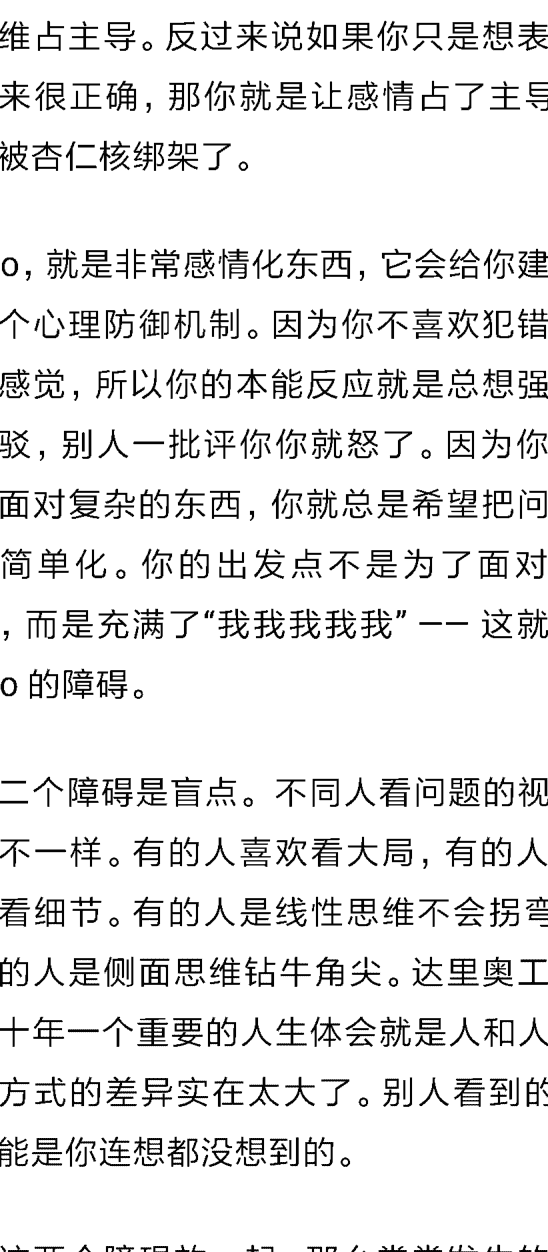 维占主导。反过来说如果你只是想表
来很正确，那你就是让感情占了主导
被杏仁核绑架了。
o，就是非常感情化东西，它会给你建
个心理防御机制。因为你不喜欢犯错
感觉，所以你的本能反应就是总想强
驳，别人一批评你你就怒了。因为你
面对复杂的东西，你就总是希望把问
简单化。你的出发点不是为了面对
，而是充满了“我我我我我” —— 这就
o 的障碍。
二个障碍是盲点。不同人看问题的视
不一样。有的人喜欢看大局，有的人
看细节。有的人是线性思维不会拐弯
的人是侧面思维钻牛角尖。达里奥工
十年一个重要的人生体会就是人和人
方式的差异实在太大了。别人看到的
能是你连想都没想到的。